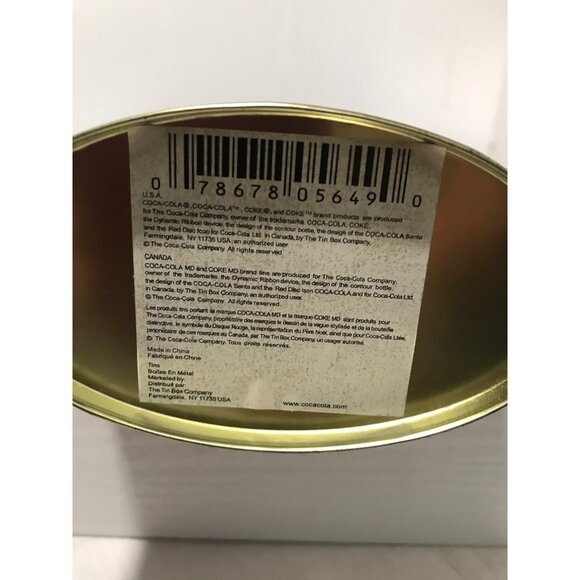 0 78678 05649 0
U.S.A.
COCA-COLA®, COCA-COLA™, COKE®, and COKE™ brand products are produced
for The Coca-Cola Company, owner of the trademarks COCA-COLA, COKE,
the Dynamic Ribbon device, the design of the contour bottle, the design of the COCA-COLA Santa
and the Red Disc Icon for Coca-Cola Ltd. in Canada, by The Tin Box Company,
Farmingdale, NY 11735 USA, an authorized user.
© The Coca-Cola Company. All rights reserved.
CANADA
COCA-COLA MD and COKE MD brand tins are produced for The Coca-Cola Company,
owner of the trademarks the Dynamic Ribbon device, the design of the contour bottle,
the design of the COCA-COLA Santa and the Red Disc Icon COCA-COLA and for Coca-Cola Ltd.
in Canada, by The Tin Box Company, an authorized user.
© The Coca-Cola Company. All rights reserved.
Les produits tins portant la marque COCA-COLA MD et la marque COKE MD sont produits pour
The Coca-Cola Company, propriétaire des marques le dessin de la vague stylisée et de la bouteille
distinctive, le symbol du Disque Rouge, la représentation du Père Noël, ainsi que pour Coca-Cola Ltée,
propriétaire de ces marques au Canada, par The Tin Box Company, un usager autorisé
© The Coca-Cola Company. Tous droits réservés.
Made in China
Fabriqué en Chine
Tins
Boîtes En Métal
Marketed by:
Distribué par
The Tin Box Company
Farmingdale, NY 11735 USA
www.cocacola.com